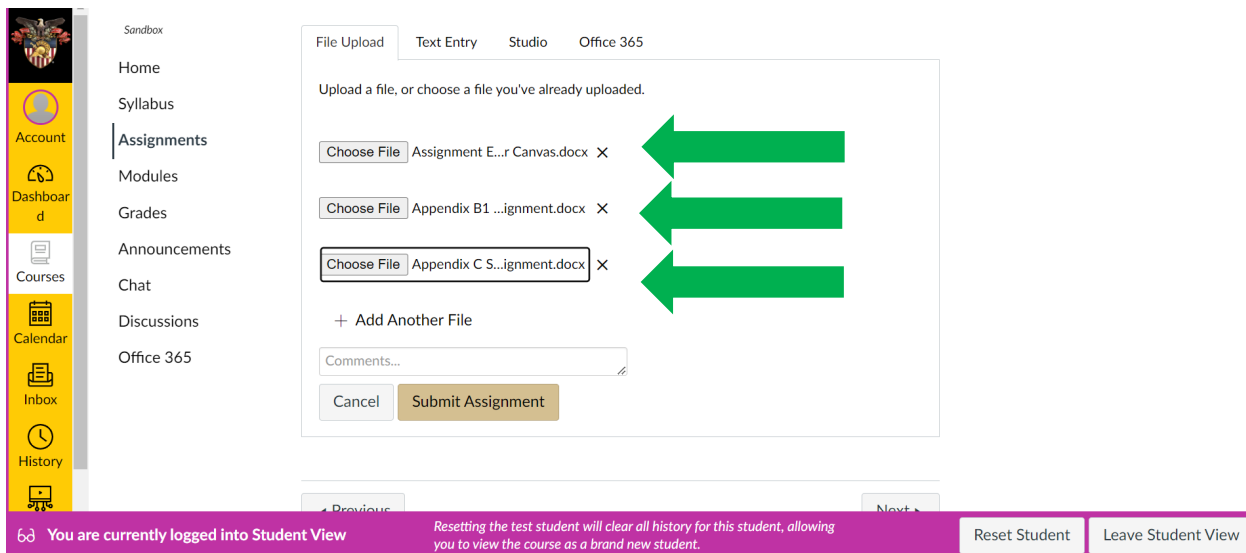 Account
Dashboar
d
Courses
Calendar
Inbox
History
Sandbox
Home
Syllabus
Assignments
Modules
Grades
Announcements
Chat
Discussions
Office 365
File Upload Text Entry Studio Office 365
Upload a file, or choose a file you've already uploaded.
Choose File Assignment E...r Canvas.docx ×
Choose File Appendix B1 ...ignment.docx ×
Choose File Appendix C S...ignment.docx ×
+ Add Another File
Comments...
Cancel Submit Assignment
◂ Previous Next ▸
You are currently logged into Student View
Resetting the test student will clear all history for this student, allowing
you to view the course as a brand new student.
Reset Student Leave Student View